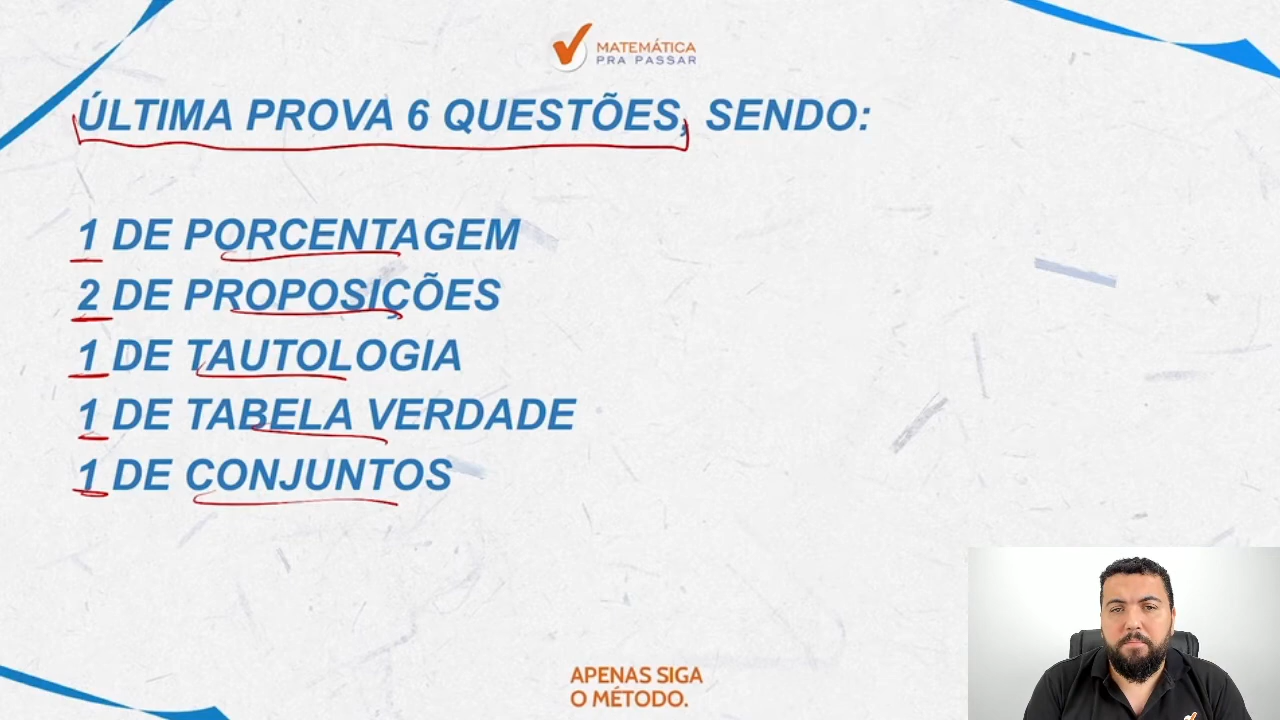 MATEMÁTICA
PRA PASSAR
ÚLTIMA PROVA 6 QUESTÕES, SENDO:
1 DE PORCENTAGEM
2 DE PROPOSIÇÕES
1 DE TAUTOLOGIA
1 DE TABELA VERDADE
1 DE CONJUNTOS
APENAS SIGA
O MÉTODO.